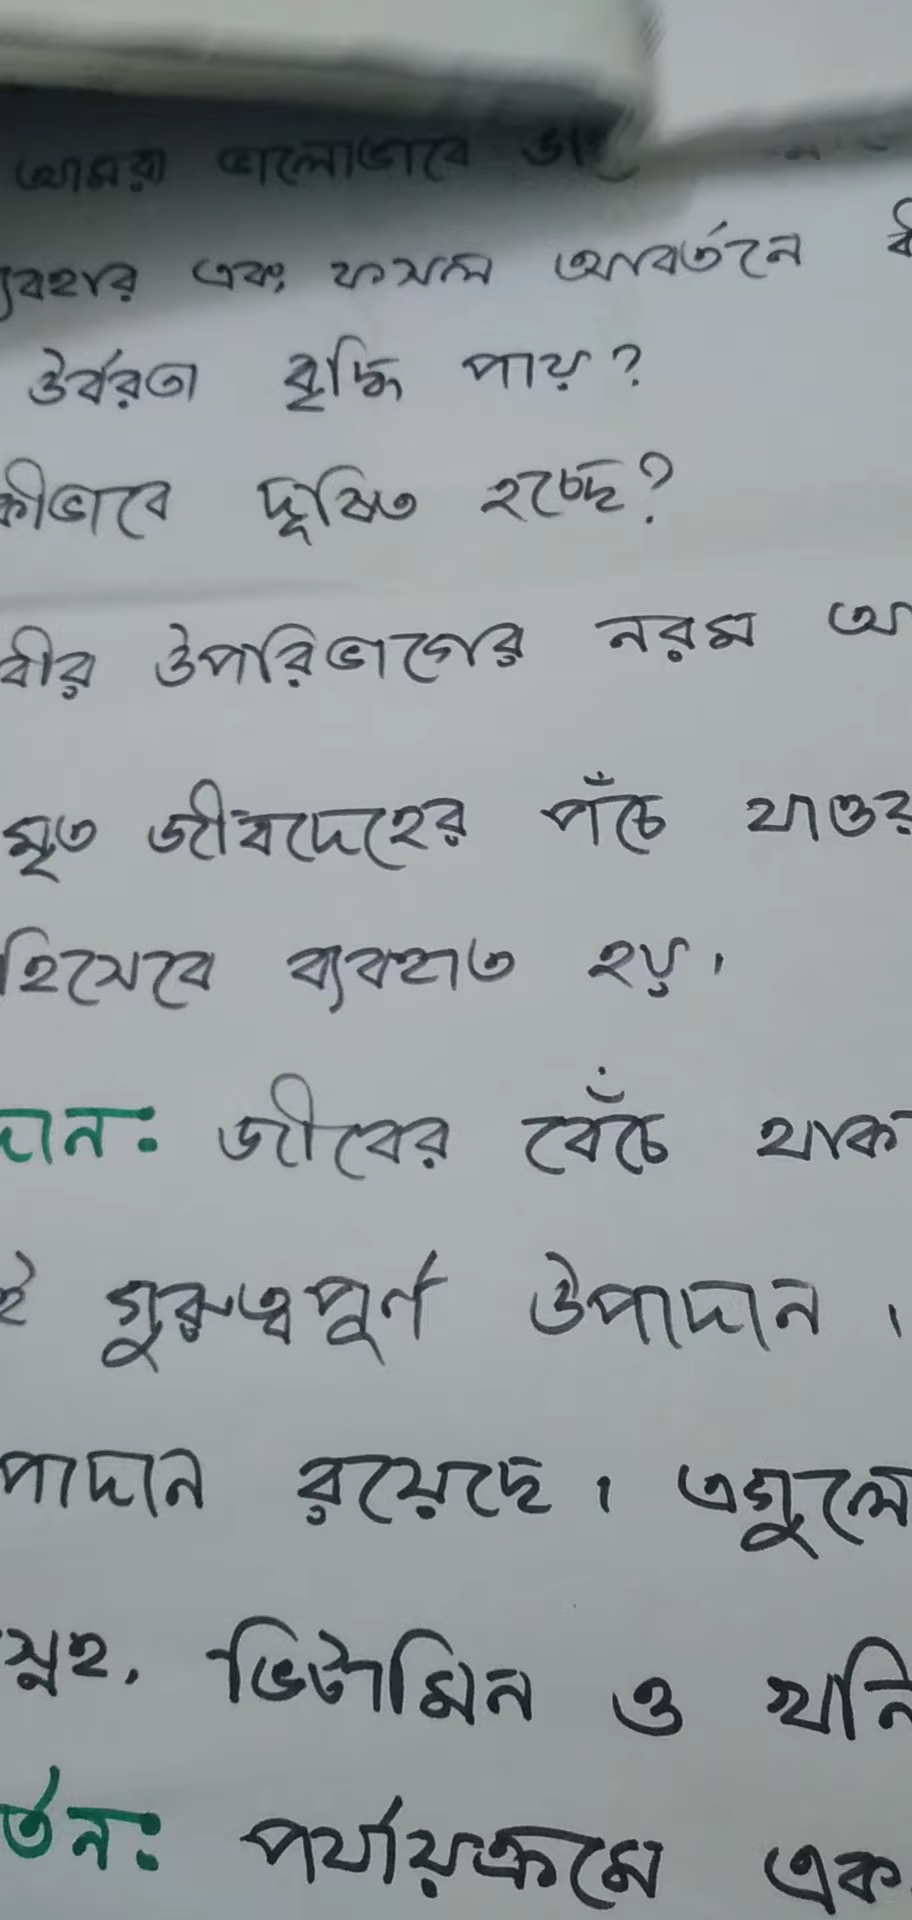 আমরা ভালোভাবে
ব্যবহার এবং ফসল আবর্তনে
উর্বরতা বৃদ্ধি পায়?
কীভাবে দূষিত হচ্ছে?
বীর উপরিভাগের নরম অ
মৃত জীবদেহের পঁচে যাওয়
হিসেবে ব্যবহৃত হয়।
দান: জীবের বেঁচে থাক
ই গুরুত্বপূর্ণ উপাদান।
পাদান রয়েছে। এগুলো
মূহ, ভিটামিন ও খনি
র্তন: পর্যায়ক্রমে এক